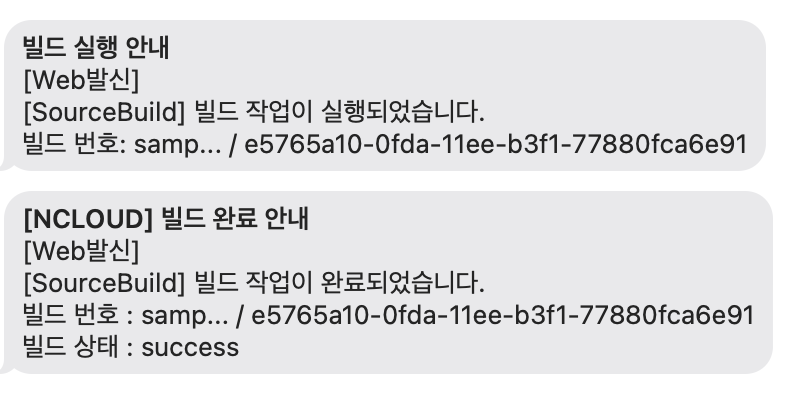 빌드 실행 안내
[Web발신]
[SourceBuild] 빌드 작업이 실행되었습니다.
빌드 번호: samp... / e5765a10-0fda-11ee-b3f1-77880fca6e91
[NCLOUD] 빌드 완료 안내
[Web발신]
[SourceBuild] 빌드 작업이 완료되었습니다.
빌드 번호 : samp... / e5765a10-0fda-11ee-b3f1-77880fca6e91
빌드 상태 : success